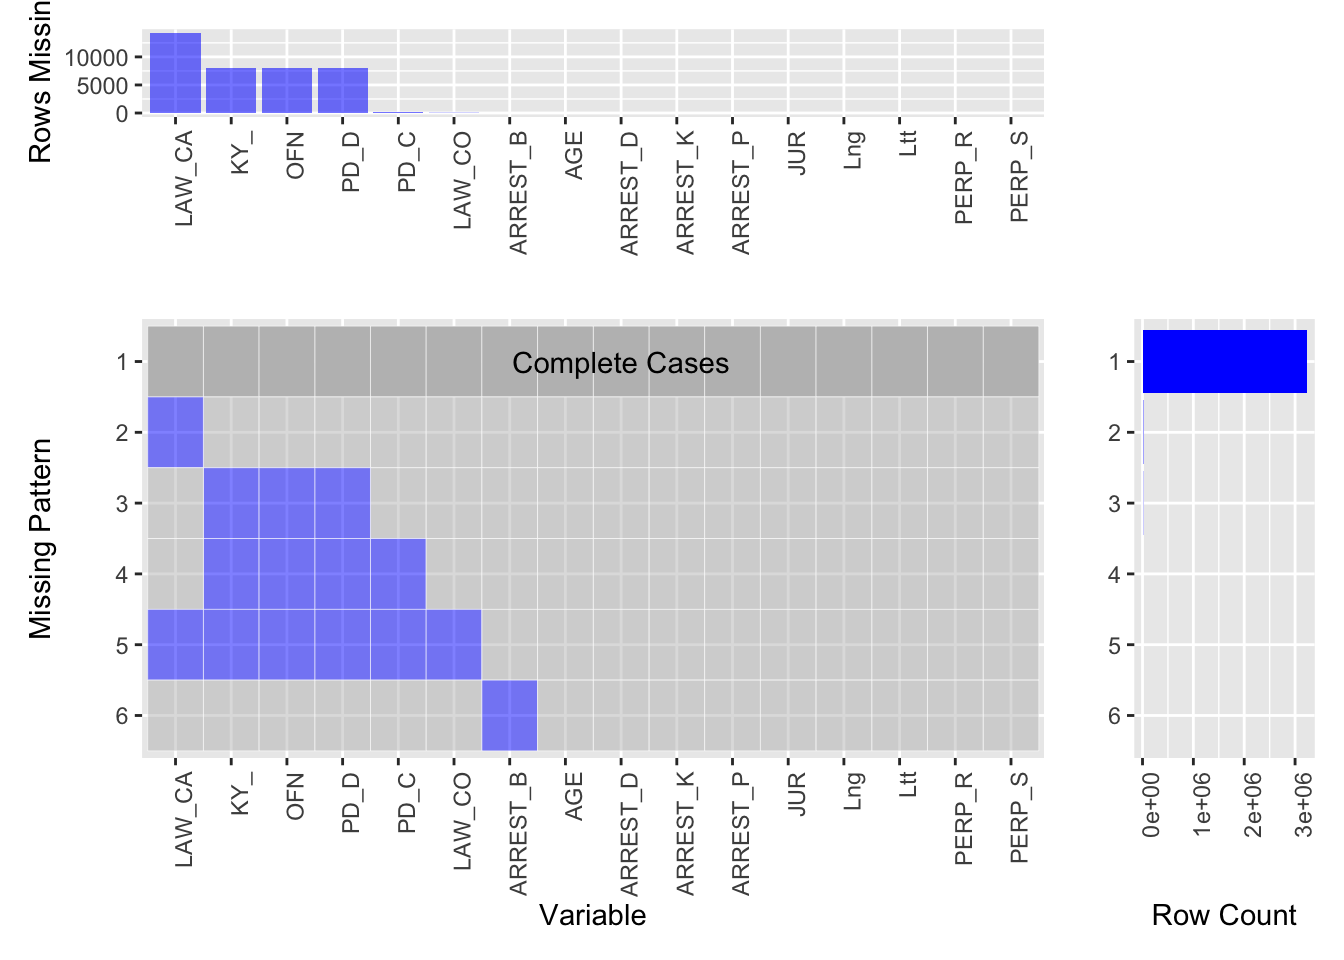 Rows Missin
10000
5000
0
LAW_CA
KY_
OFN
PD_D
PD_C
LAW_CO
ARREST_B
AGE
ARREST_D
ARREST_K
ARREST_P
JUR
Lng
Ltt
PERP_R
PERP_S
Missing Pattern
1
2
3
4
5
6
Complete Cases
LAW_CA
KY_
OFN
PD_D
PD_C
LAW_CO
ARREST_B
AGE
ARREST_D
ARREST_K
ARREST_P
JUR
Lng
Ltt
PERP_R
PERP_S
Variable
1
2
3
4
5
6
0e+00
1e+06
2e+06
3e+06
Row Count